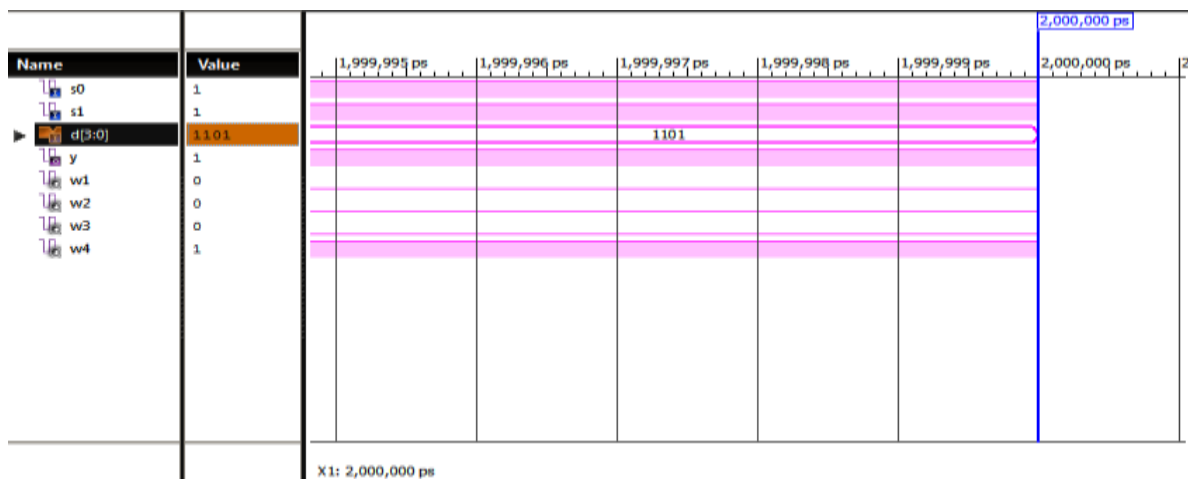 2,000,000 ps
Name Value
1,999,995 ps 1,999,996 ps 1,999,997 ps 1,999,998 ps 1,999,999 ps 2,000,000 ps 2
s0 1
s1 1
d[3:0] 1101 1101
y 1
w1 0
w2 0
w3 0
w4 1
X1: 2,000,000 ps